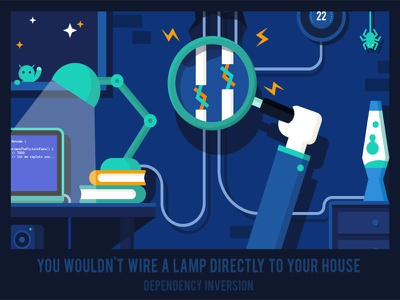 22
YOU WOULDN'T WIRE A LAMP DIRECTLY TO YOUR HOUSE
DEPENDENCY INVERSION